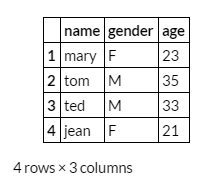 name gender age
1 mary F 23
2 tom M 35
3 ted M 33
4 jean F 21
4 rows × 3 columns